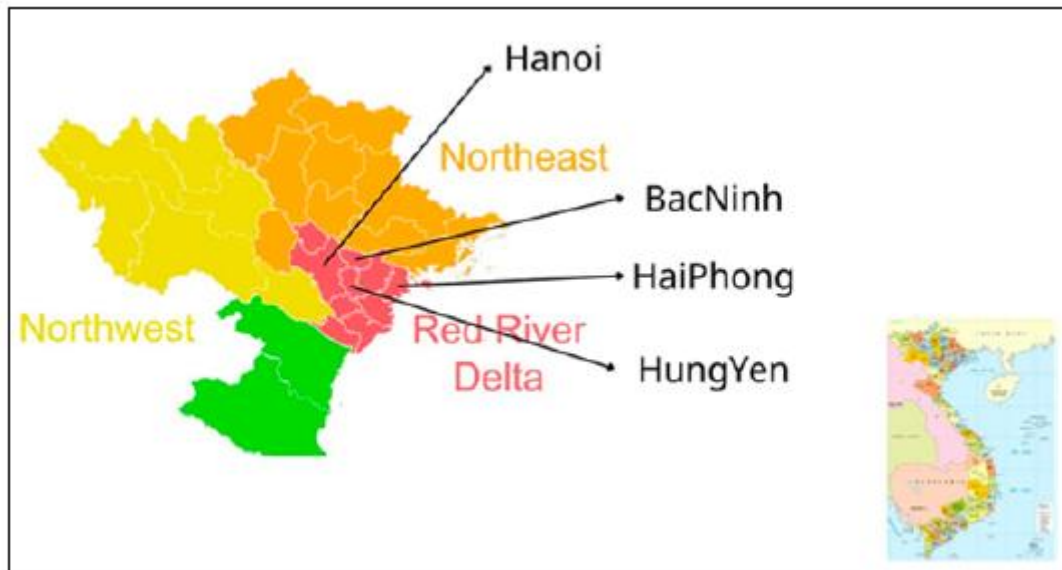 Hanoi
Northeast
BacNinh
HaiPhong
Northwest
Red River
Delta
HungYen